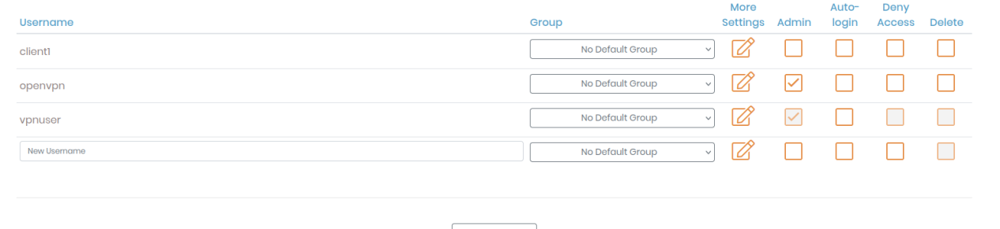 Username Group More Settings Admin Auto-login Deny Access Delete
client1 No Default Group
openvpn No Default Group
vpnuser No Default Group
New Username No Default Group